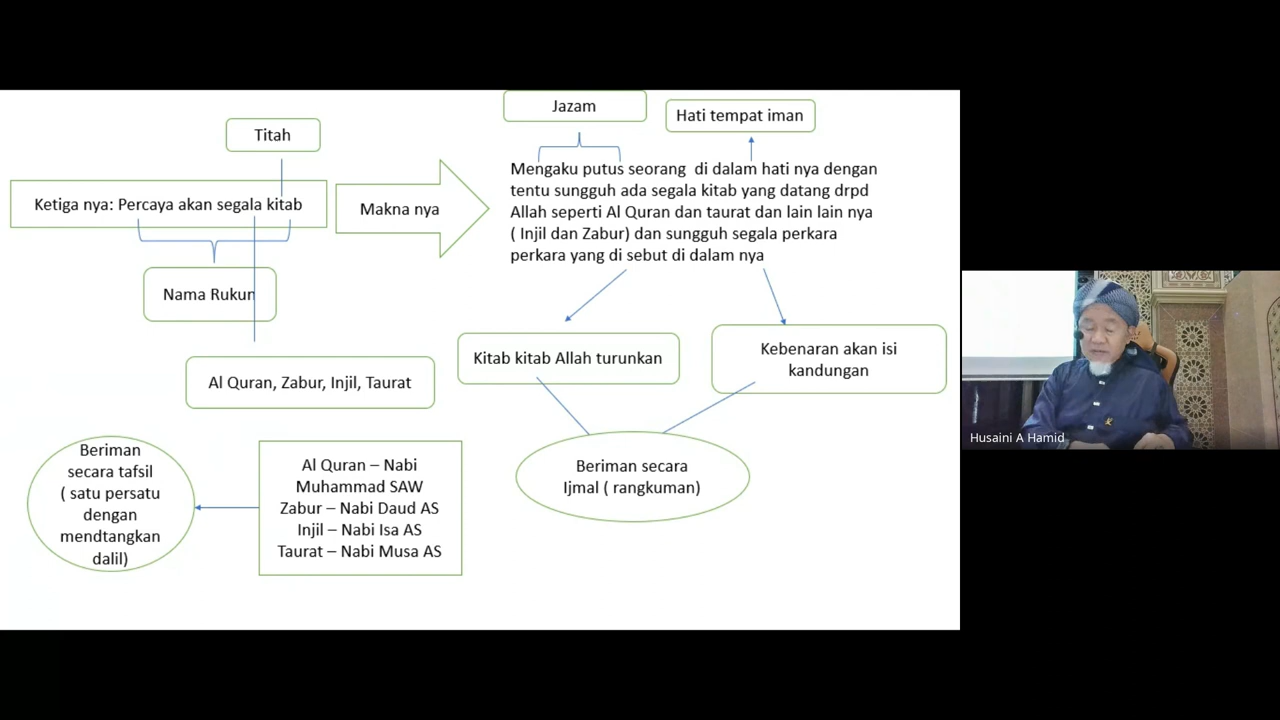 Titah
Ketiga nya: Percaya akan segala kitab
Nama Rukun
Al Quran, Zabur, Injil, Taurat
Makna nya
Jazam
Hati tempat iman
Mengaku putus seorang di dalam hati nya dengan
tentu sungguh ada segala kitab yang datang drpd
Allah seperti Al Quran dan taurat dan lain lain nya
( Injil dan Zabur) dan sungguh segala perkara
perkara yang di sebut di dalam nya
Kitab kitab Allah turunkan
Kebenaran akan isi
kandungan
Beriman secara
Ijmal ( rangkuman)
Al Quran – Nabi
Muhammad SAW
Zabur – Nabi Daud AS
Injil – Nabi Isa AS
Taurat – Nabi Musa AS
Beriman
secara tafsil
( satu persatu
dengan
mendtangkan
dalil)
Husaini A Hamid